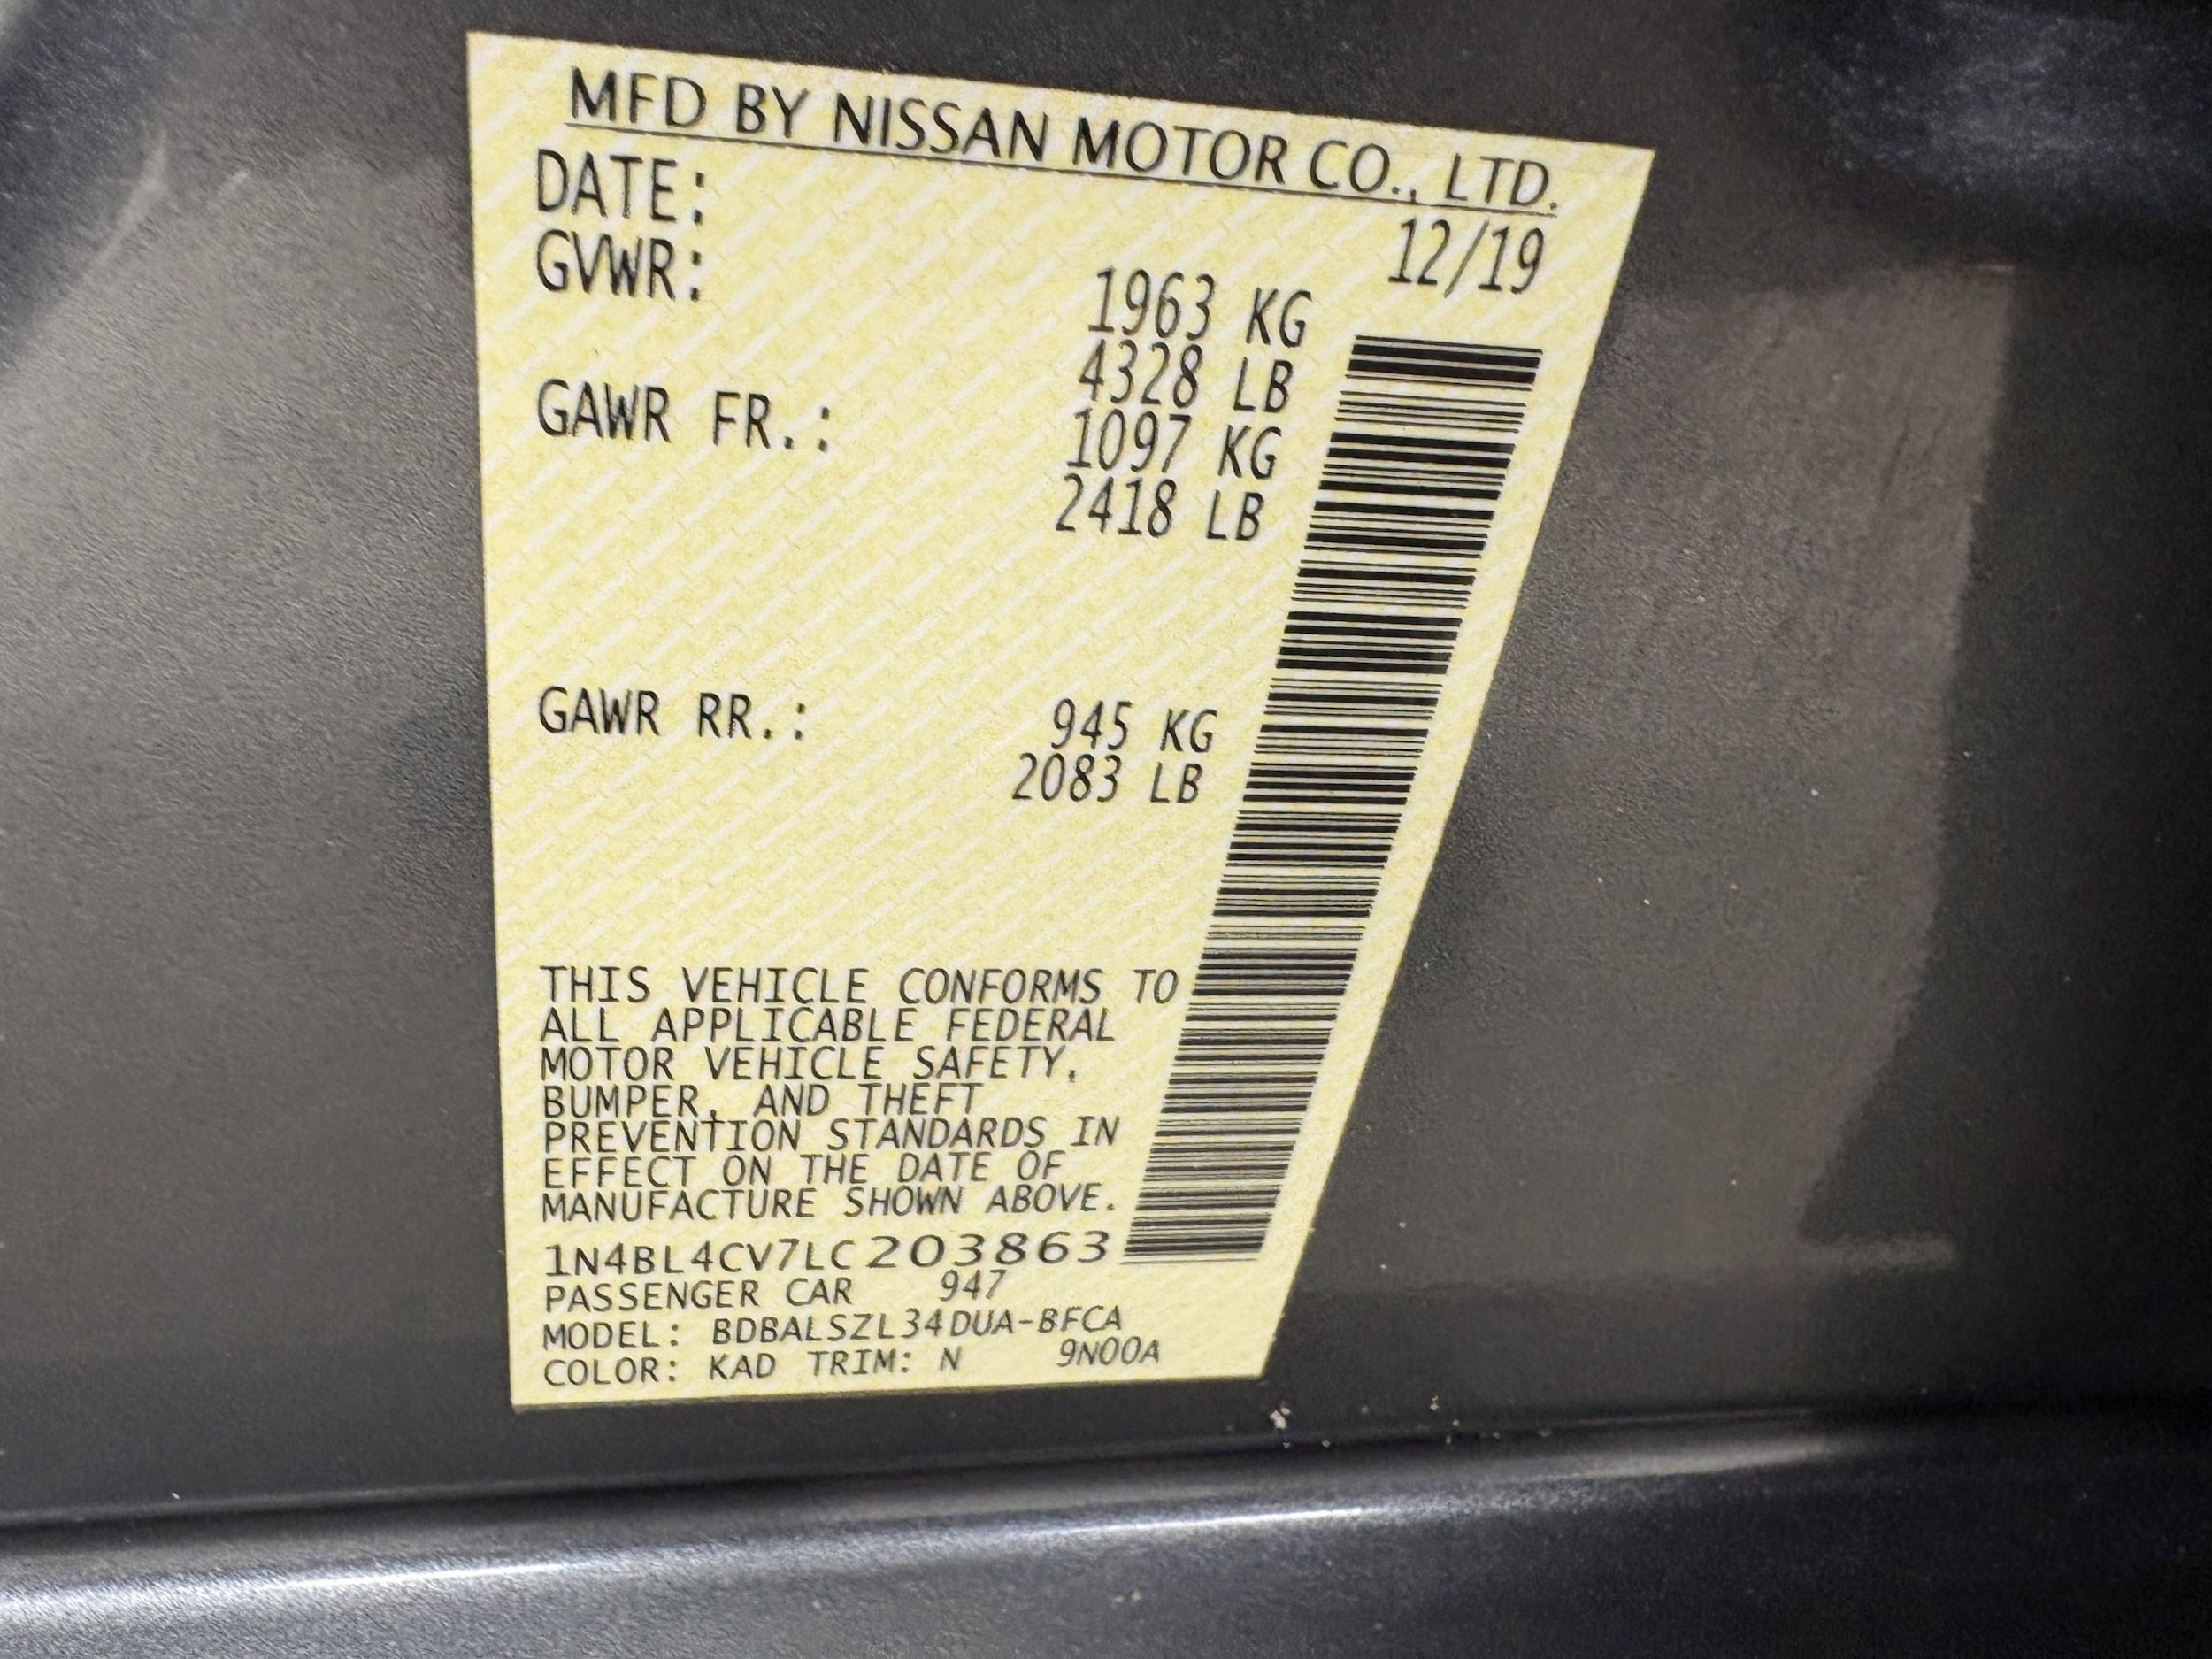 MFD BY NISSAN MOTOR CO., LTD.
DATE: 12/19
GVWR: 1963 KG
4328 LB
GAWR FR.: 1097 KG
2418 LB
GAWR RR.: 945 KG
2083 LB
THIS VEHICLE CONFORMS TO
ALL APPLICABLE FEDERAL
MOTOR VEHICLE SAFETY,
BUMPER, AND THEFT
PREVENTION STANDARDS IN
EFFECT ON THE DATE OF
MANUFACTURE SHOWN ABOVE.
1N4BL4CV7LC203863
PASSENGER CAR 947
MODEL: BDBALSZL34DUA-BFCA
COLOR: KAD TRIM: N 9N00A